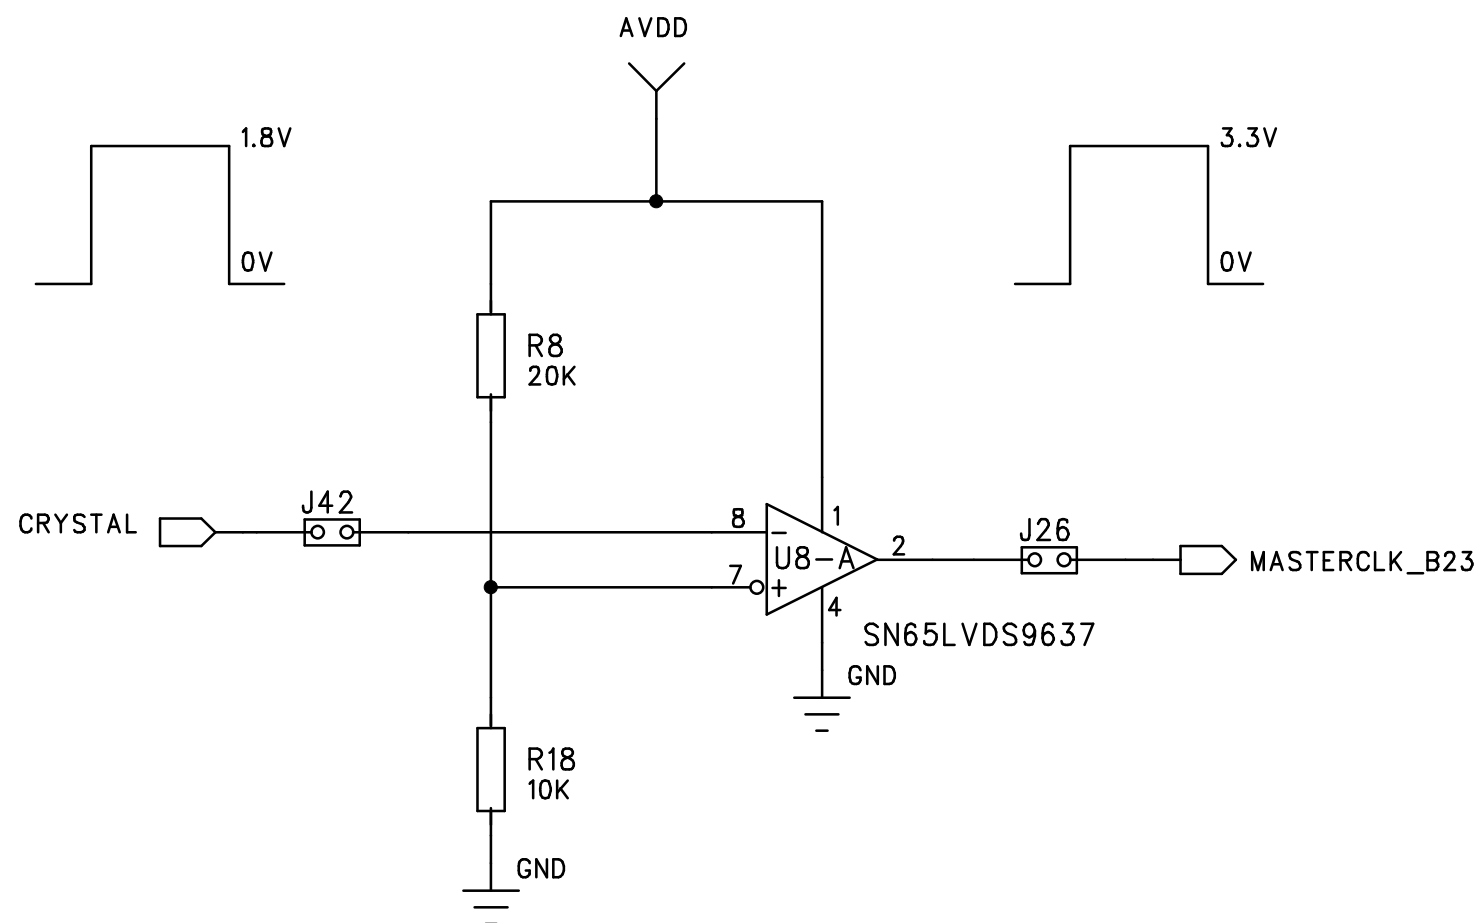 AVDD
1.8V
0V
3.3V
0V
R8
20K
CRYSTAL
J42
8
-
1
U8-A
2
J26
MASTERCLK_B23
7
+
4
SN65LVDS9637
GND
R18
10K
GND